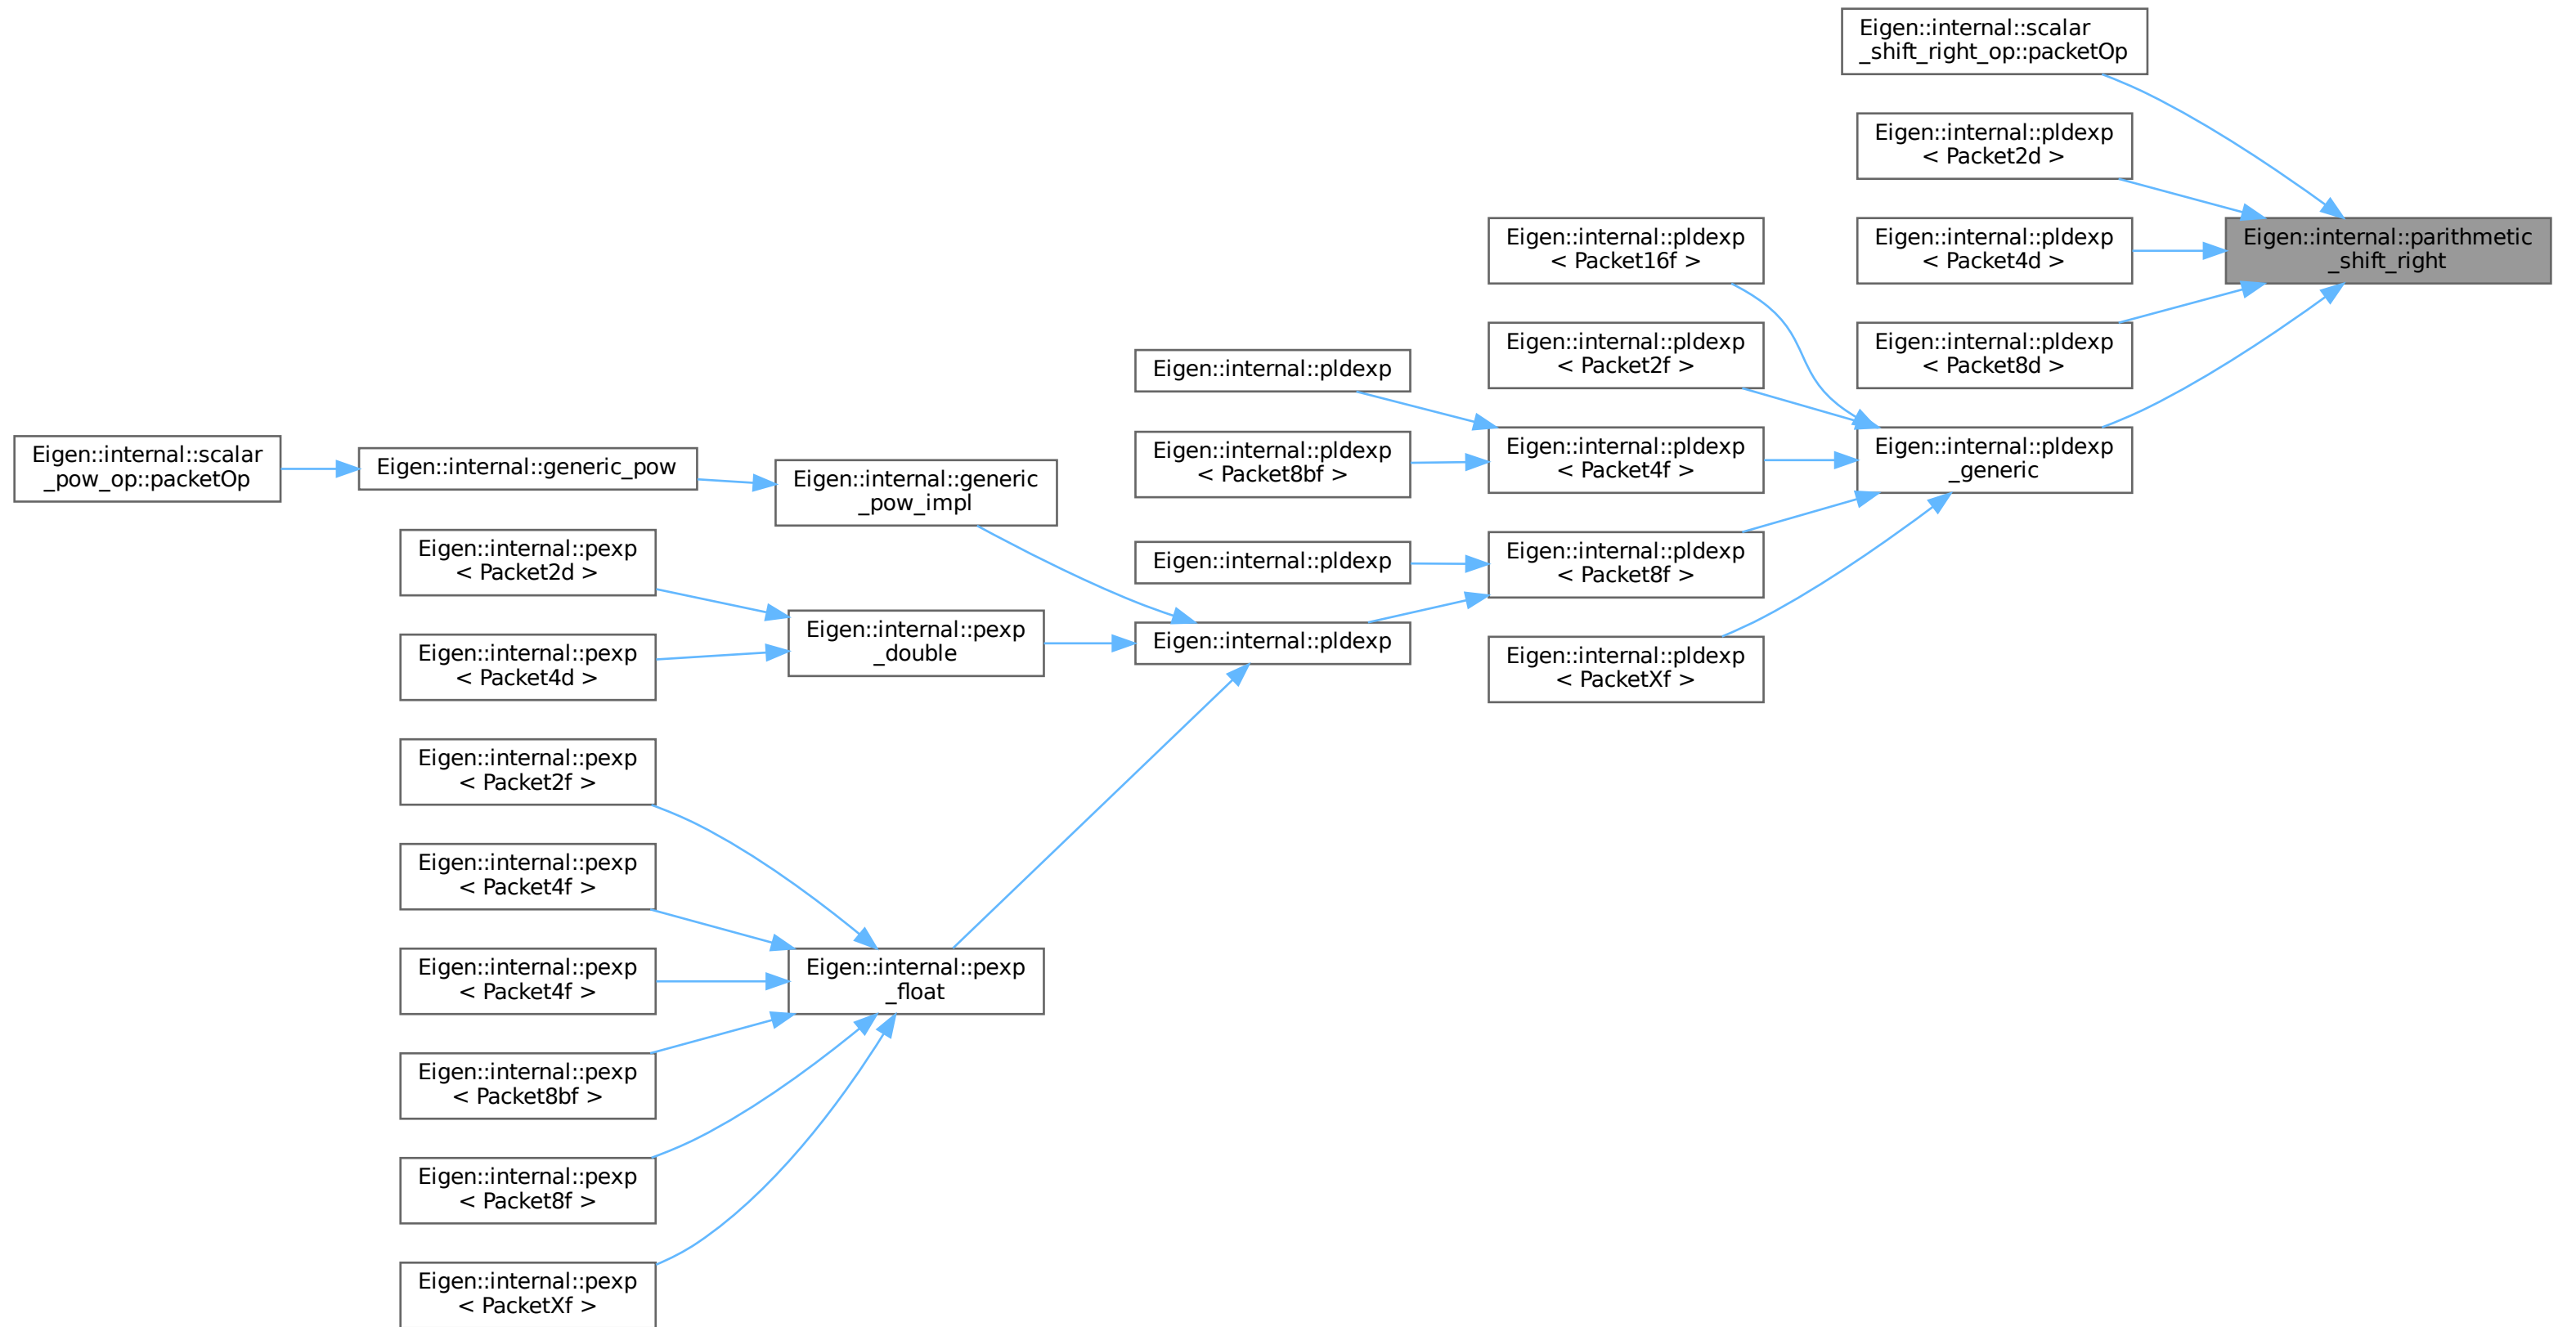 Eigen::internal::scalar
_shift_right_op::packetOp
Eigen::internal::pldexp
< Packet2d >
Eigen::internal::pldexp
< Packet4d >
Eigen::internal::parithmetic
_shift_right
Eigen::internal::pldexp
< Packet8d >
Eigen::internal::pldexp
_generic
Eigen::internal::pldexp
< Packet16f >
Eigen::internal::pldexp
< Packet2f >
Eigen::internal::pldexp
< Packet4f >
Eigen::internal::pldexp
< Packet8f >
Eigen::internal::pldexp
< PacketXf >
Eigen::internal::pldexp
Eigen::internal::pldexp
< Packet8bf >
Eigen::internal::pldexp
Eigen::internal::pldexp
Eigen::internal::generic
_pow_impl
Eigen::internal::generic_pow
Eigen::internal::scalar
_pow_op::packetOp
Eigen::internal::pexp
_double
Eigen::internal::pexp
< Packet2d >
Eigen::internal::pexp
< Packet4d >
Eigen::internal::pexp
_float
Eigen::internal::pexp
< Packet2f >
Eigen::internal::pexp
< Packet4f >
Eigen::internal::pexp
< Packet4f >
Eigen::internal::pexp
< Packet8bf >
Eigen::internal::pexp
< Packet8f >
Eigen::internal::pexp
< PacketXf >